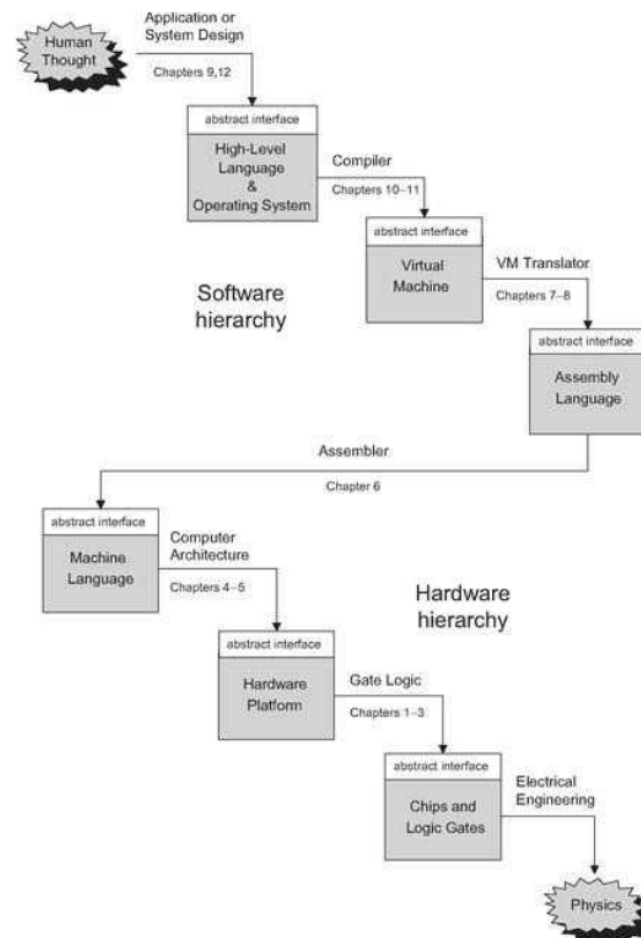 Application or
System Design
Human
Thought
Chapters 9,12
abstract interface
High-Level
Language
&
Operating System
Compiler
Chapters 10–11
abstract interface
Virtual
Machine
VM Translator
Chapters 7–8
Software
hierarchy
abstract interface
Assembly
Language
Assembler
Chapter 6
abstract interface
Machine
Language
Computer
Architecture
Chapters 4–5
Hardware
hierarchy
abstract interface
Hardware
Platform
Gate Logic
Chapters 1–3
abstract interface
Chips and
Logic Gates
Electrical
Engineering
Physics